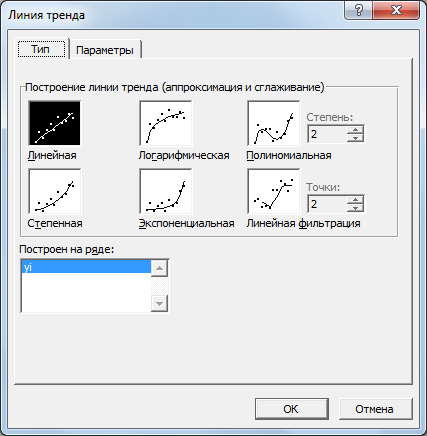 Линия тренда
Тип Параметры
Построение линии тренда (аппроксимация и сглаживание)
Степень:
2
Линейная Логарифмическая Полиномиальная
Точки:
2
Степенная Экспоненциальная Линейная фильтрация
Построен на ряде:
yi
ОК Отмена